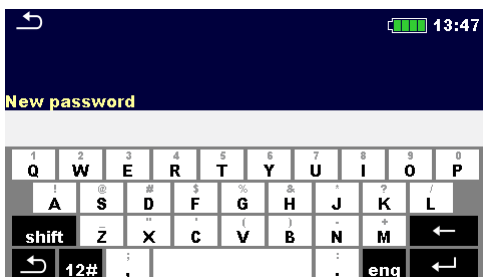 13:47
New password
1 2 3 4 5 6 7 8 9 0
Q W E R T Y U I O P
! @ # $ % & * ? /
A S D F G H J K L
" ' ( ) - +
shift Z X C V B N M
; :
12# , . eng